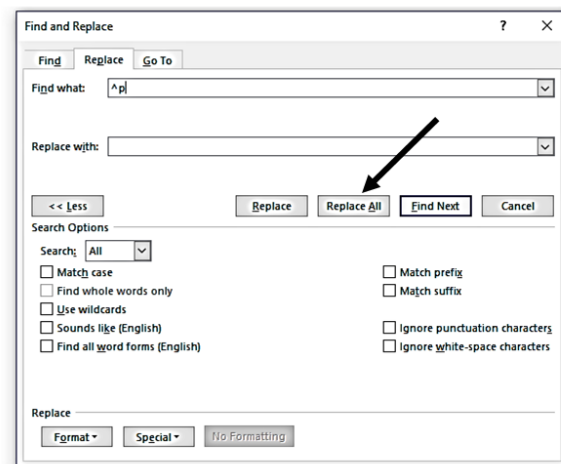 Find and Replace ? ×
Find Replace Go To
Find what: ^p
Replace with:
<< Less Replace Replace All Find Next Cancel
Search Options
Search: All
Match case Match prefix
Find whole words only Match suffix
Use wildcards
Sounds like (English) Ignore punctuation characters
Find all word forms (English) Ignore white-space characters
Replace
Format Special No Formatting